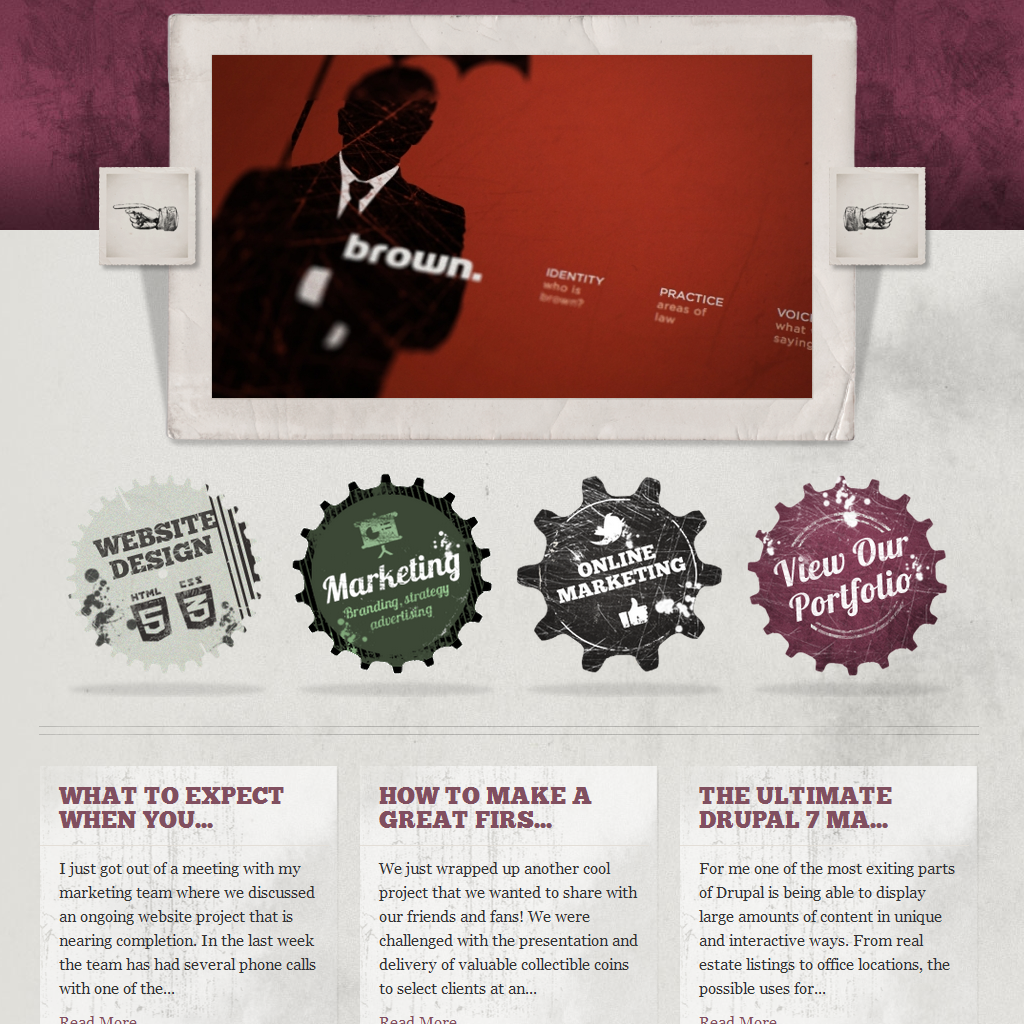 brown.
IDENTITY
who is
brown?
PRACTICE
areas of
law
VOIC
what
saying
WEBSITE
DESIGN
HTML CSS
5 3
Marketing
Branding, strategy
advertising
ONLINE
MARKETING
View Our
Portfolio
WHAT TO EXPECT
WHEN YOU...
I just got out of a meeting with my
marketing team where we discussed
an ongoing website project that is
nearing completion. In the last week
the team has had several phone calls
with one of the...
Read More
HOW TO MAKE A
GREAT FIRS...
We just wrapped up another cool
project that we wanted to share with
our friends and fans! We were
challenged with the presentation and
delivery of valuable collectible coins
to select clients at an...
Read More
THE ULTIMATE
DRUPAL 7 MA...
For me one of the most exiting parts
of Drupal is being able to display
large amounts of content in unique
and interactive ways. From real
estate listings to office locations, the
possible uses for...
Read More